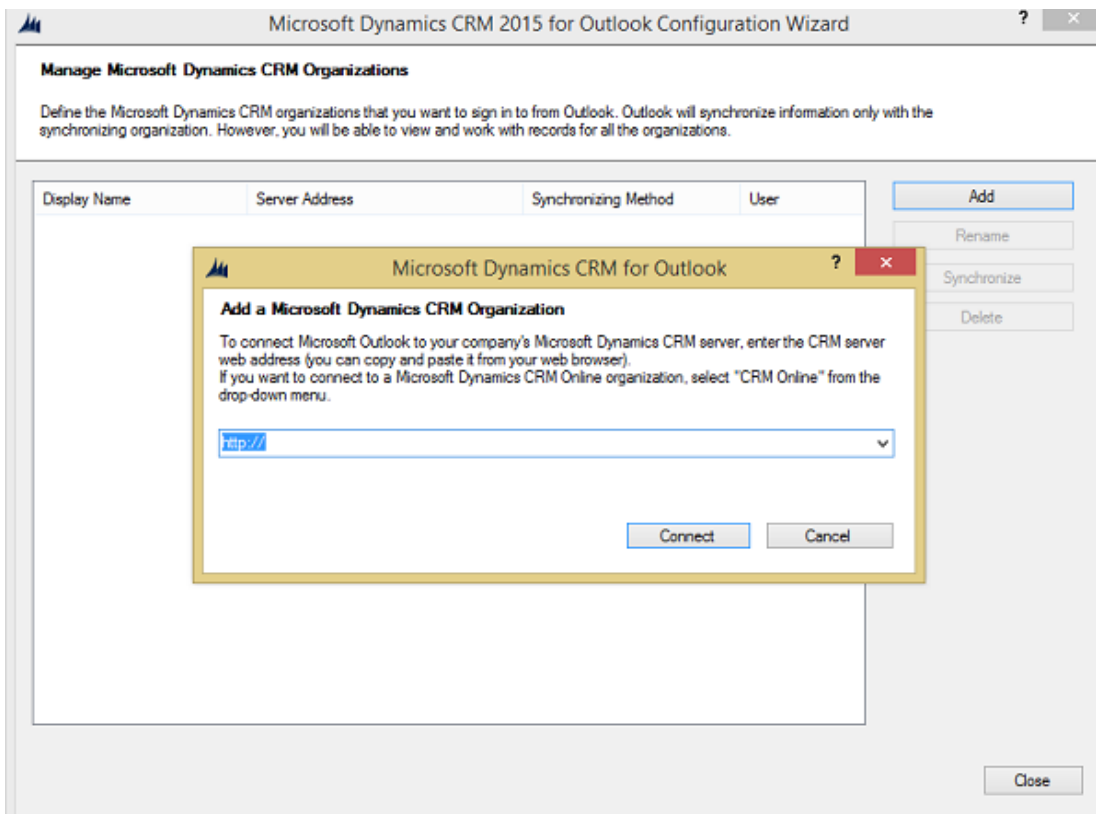 Microsoft Dynamics CRM 2015 for Outlook Configuration Wizard
? ×
Manage Microsoft Dynamics CRM Organizations
Define the Microsoft Dynamics CRM organizations that you want to sign in to from Outlook. Outlook will synchronize information only with the
synchronizing organization. However, you will be able to view and work with records for all the organizations.
Display Name Server Address Synchronizing Method User
Add
Rename
Synchronize
Delete
Microsoft Dynamics CRM for Outlook
? ×
Add a Microsoft Dynamics CRM Organization
To connect Microsoft Outlook to your company's Microsoft Dynamics CRM server, enter the CRM server
web address (you can copy and paste it from your web browser).
If you want to connect to a Microsoft Dynamics CRM Online organization, select "CRM Online" from the
drop-down menu.
http://
Connect Cancel
Close